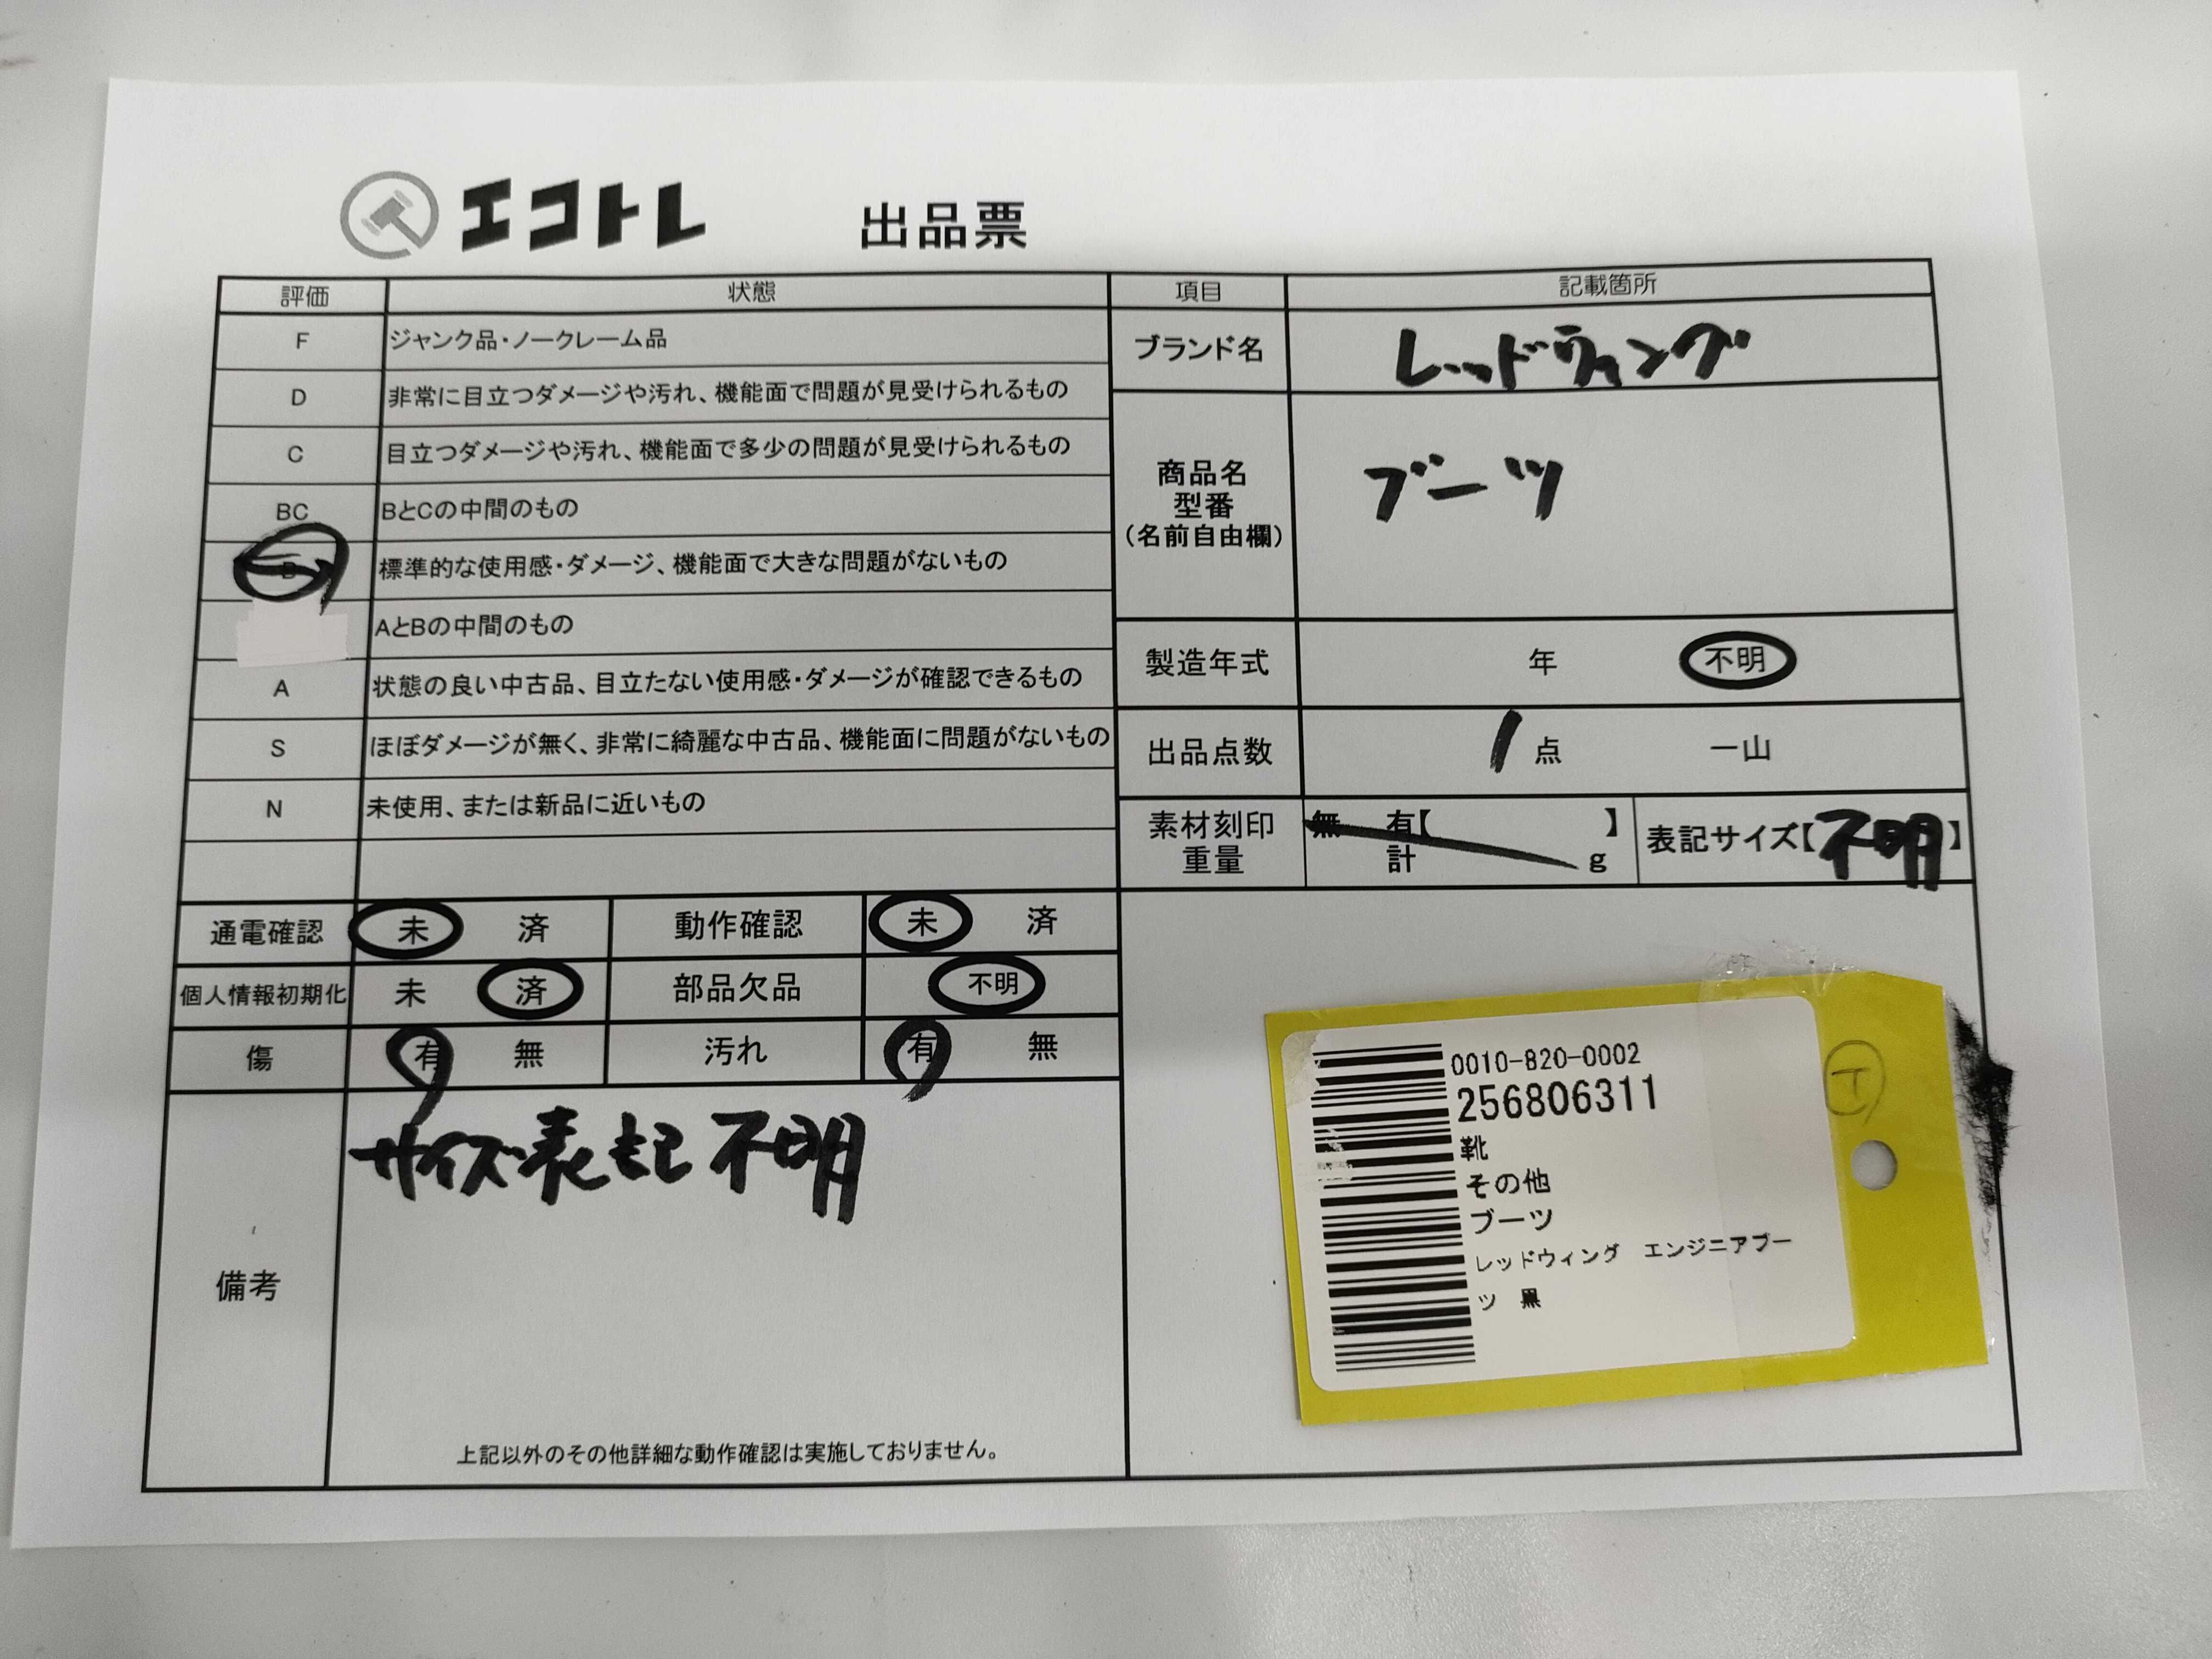 エコトレ 出品票
評価 状態 項目 記載箇所
F ジャンク品・ノークレーム品
ブランド名 レッドウィング
D 非常に目立つダメージや汚れ、機能面で問題が見受けられるもの
C 目立つダメージや汚れ、機能面で多少の問題が見受けられるもの
商品名
型番
(名前自由欄)
ブーツ
BC BとCの中間のもの
B 標準的な使用感・ダメージ、機能面で大きな問題がないもの
AとBの中間のもの
製造年式 年 不明
A 状態の良い中古品、目立たない使用感・ダメージが確認できるもの
S ほぼダメージが無く、非常に綺麗な中古品、機能面に問題がないもの
出品点数 1 点 一山
N 未使用、または新品に近いもの
素材刻印
重量
無 有【 】
計 g
表記サイズ【不明】
通電確認 未 済 動作確認 未 済
個人情報初期化 未 済 部品欠品 不明
傷 有 無 汚れ 有 無
備考
サイズ表記不明
上記以外のその他詳細な動作確認は実施しておりません。
0010-820-0002
256806311
靴
その他
ブーツ
レッドウィング エンジニアブー
ツ 黒
T